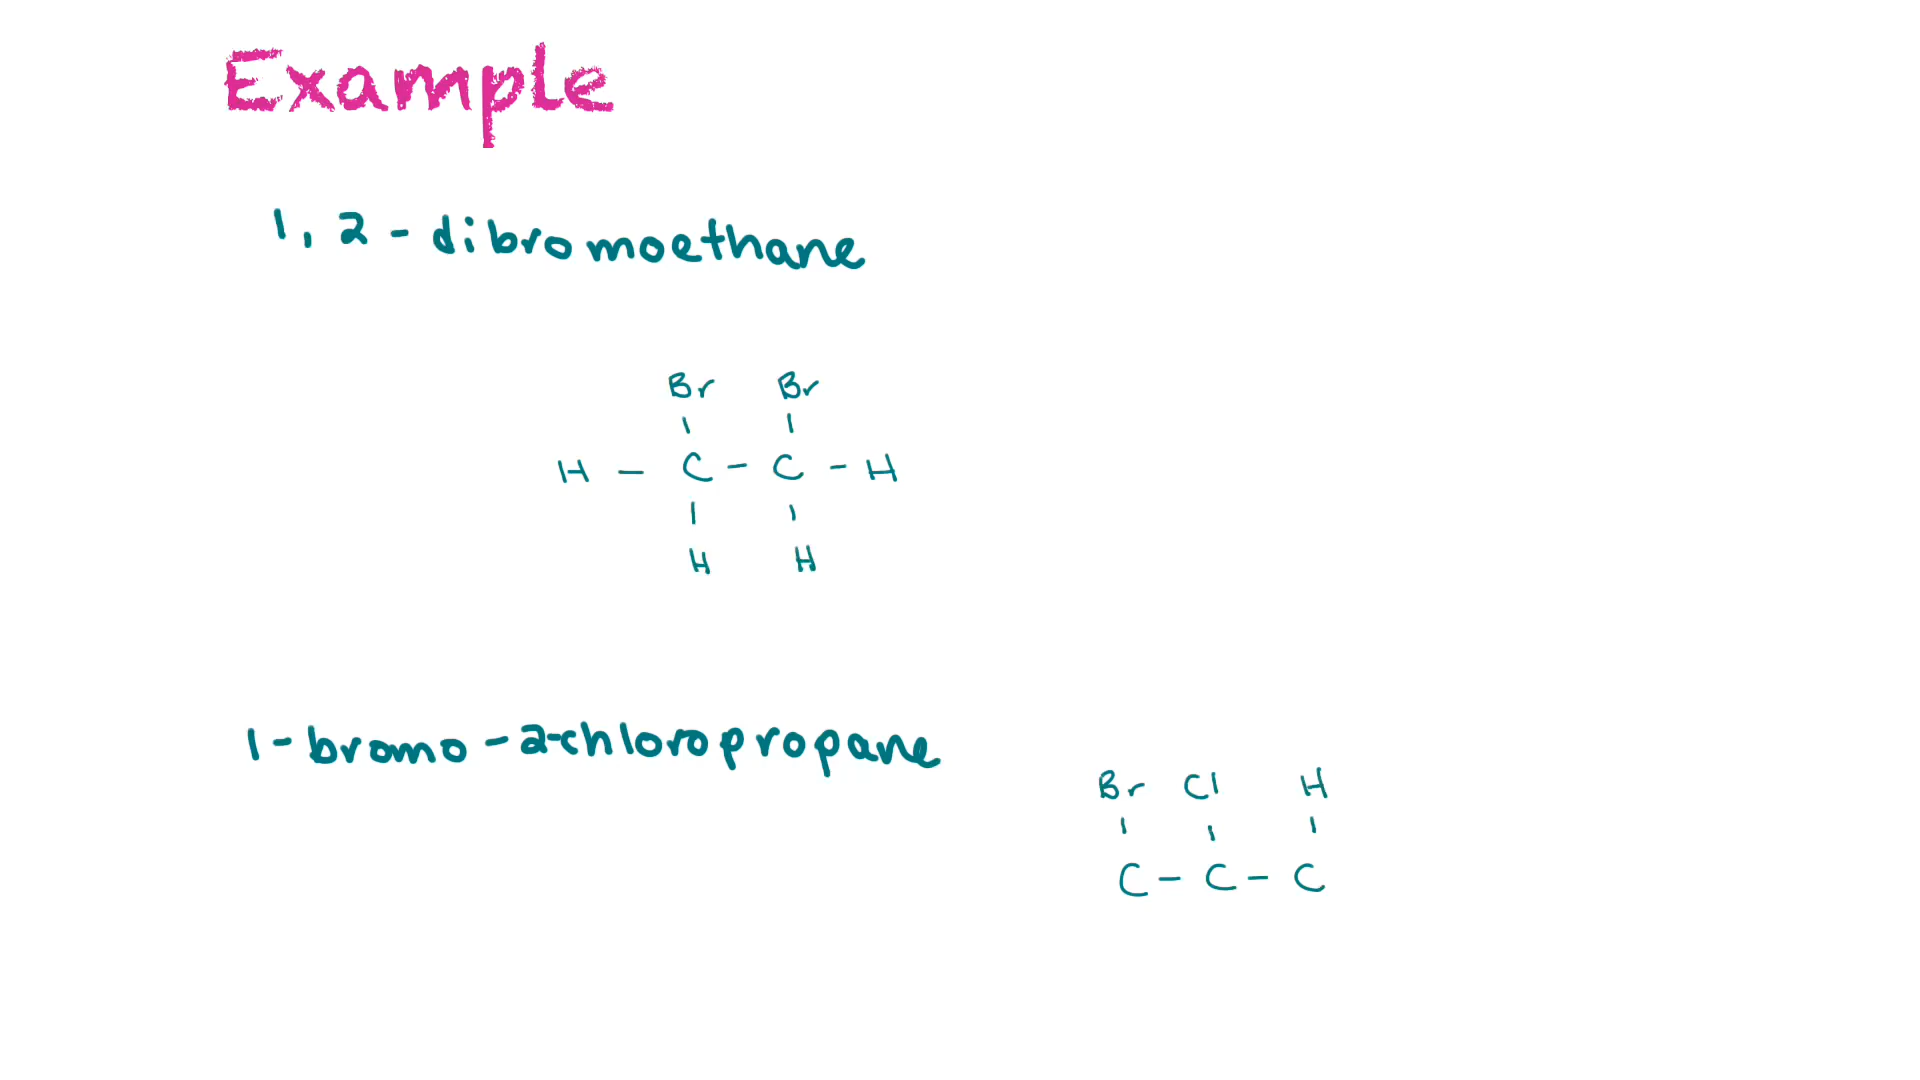 Example
1, 2 - dibromoethane
Br Br
H - C - C - H
H H
1 - bromo - 2-chloropropane
Br Cl H
C - C - C